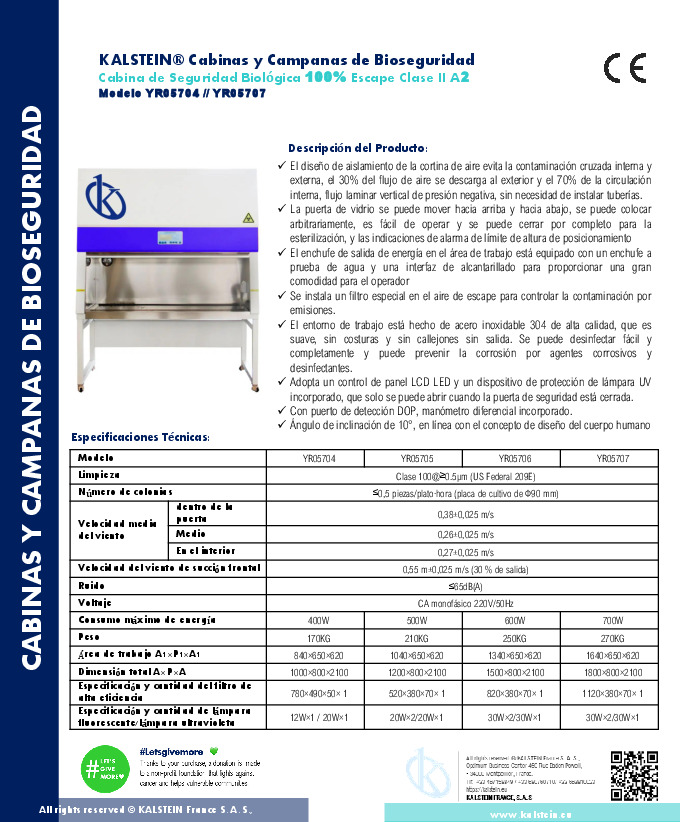 KALSTEIN® Cabinas y Campanas de Bioseguridad
Cabina de Seguridad Biológica 100% Escape Clase II A2
Modelo YR05704 // YR05707
CE
CABINAS Y CAMPANAS DE BIOSEGURIDAD
Descripción del Producto:
✓ El diseño de aislamiento de la cortina de aire evita la contaminación cruzada interna y
externa, el 30% del flujo de aire se descarga al exterior y el 70% de la circulación
interna, flujo laminar vertical de presión negativa, sin necesidad de instalar tuberías.
✓ La puerta de vidrio se puede mover hacia arriba y hacia abajo, se puede colocar
arbitrariamente, es fácil de operar y se puede cerrar por completo para la
esterilización, y las indicaciones de alarma de límite de altura de posicionamiento
✓ El enchufe de salida de energía en el área de trabajo está equipado con un enchufe a
prueba de agua y una interfaz de alcantarillado para proporcionar una gran
comodidad para el operador
✓ Se instala un filtro especial en el aire de escape para controlar la contaminación por
emisiones.
✓ El entorno de trabajo está hecho de acero inoxidable 304 de alta calidad, que es
suave, sin costuras y sin callejones sin salida. Se puede desinfectar fácil y
completamente y puede prevenir la corrosión por agentes corrosivos y
desinfectantes.
✓ Adopta un control de panel LCD LED y un dispositivo de protección de lámpara UV
incorporado, que solo se puede abrir cuando la puerta de seguridad está cerrada.
✓ Con puerto de detección DOP, manómetro diferencial incorporado.
✓ Ángulo de inclinación de 10°, en línea con el concepto de diseño del cuerpo humano
Especificaciones Técnicas:
Modelo YR05704 YR05705 YR05706 YR05707
Limpieza Clase 100@≥0.5μm (US Federal 209E)
Número de colonias ≤0,5 piezas/plato·hora (placa de cultivo de Φ90 mm)
Velocidad media
del viento
dentro de la
puerta 0,38±0,025 m/s
Medio 0,26±0,025 m/s
En el interior 0,27±0,025 m/s
Velocidad del viento de succión frontal 0,55 m±0,025 m/s (30 % de salida)
Ruido ≤65dB(A)
Voltaje CA monofásico 220V/50Hz
Consumo máximo de energía 400W 500W 600W 700W
Peso 170KG 210KG 250KG 270KG
Área de trabajo A1×P1×A1 840×650×620 1040×650×620 1340×650×620 1640×650×620
Dimensión total A×P×A 1000×800×2100 1200×800×2100 1500×800×2100 1800×800×2100
Especificación y cantidad del filtro de
alta eficiencia 780×490×50× 1 520×380×70× 1 820×380×70× 1 1120×380×70× 1
Especificación y cantidad de lámpara
fluorescente/lámpara ultravioleta 12W×1 / 20W×1 20W×2/20W×1 30W×2/30W×1 30W×2/30W×1
#LET'S
GIVE
MORE♥
#Letsgivemore
Thanks to your purchase, a donation is made
to a non-profit foundation that fights against
cancer and helps vulnerable communities
All rights reserved © KALSTEIN France S. A. S.,
Optimum Business Center 450 Rue Baden Powell,
• 34000 Montpellier, France.
https://kalstein.eu
KALSTEIN FRANCE, S.A.S
All rights reserved © KALSTEIN France S.A.S.,
www.kalstein.eu